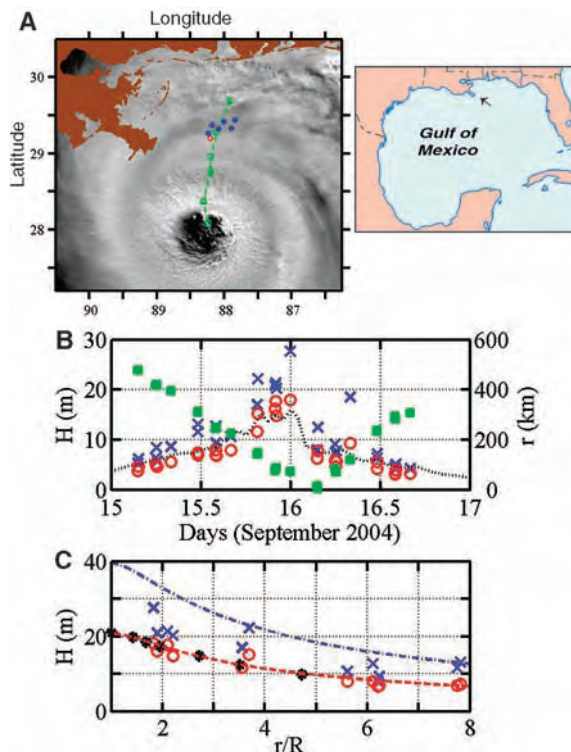 Longitude
A
Latitude
30
29
28
90
89
88
87
Gulf of
Mexico
B
30
20
10
0
H (m)
600
400
200
0
r (km)
15
15.5
16
16.5
17
Days (September 2004)
C
40
20
0
H (m)
2
4
6
8
r/R